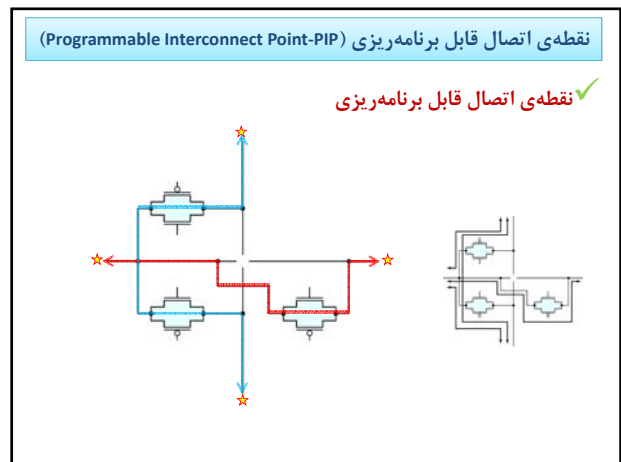 نقطه‌ی اتصال قابل برنامه‌ریزی (Programmable Interconnect Point-PIP)
نقطه‌ی اتصال قابل برنامه‌ریزی